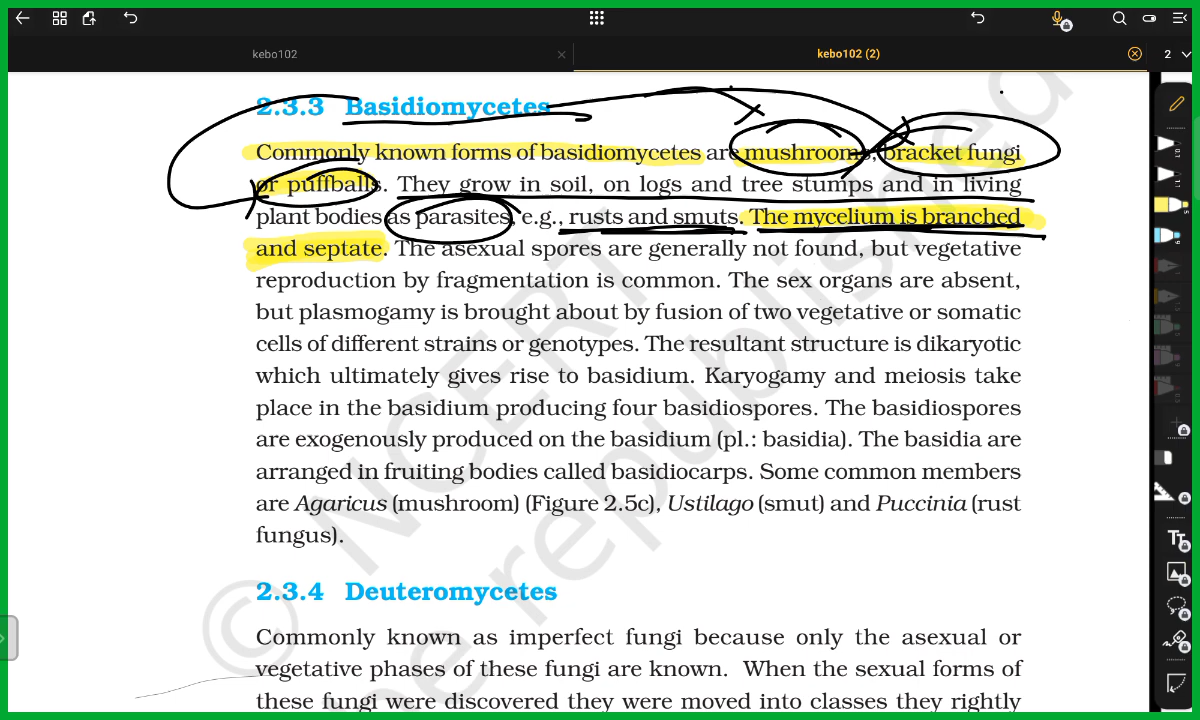 kebo102
kebo102 (2)
2
2.3.3 Basidiomycetes
Commonly known forms of basidiomycetes are mushrooms, bracket fungi
or puffballs. They grow in soil, on logs and tree stumps and in living
plant bodies as parasites, e.g., rusts and smuts. The mycelium is branched
and septate. The asexual spores are generally not found, but vegetative
reproduction by fragmentation is common. The sex organs are absent,
but plasmogamy is brought about by fusion of two vegetative or somatic
cells of different strains or genotypes. The resultant structure is dikaryotic
which ultimately gives rise to basidium. Karyogamy and meiosis take
place in the basidium producing four basidiospores. The basidiospores
are exogenously produced on the basidium (pl.: basidia). The basidia are
arranged in fruiting bodies called basidiocarps. Some common members
are Agaricus (mushroom) (Figure 2.5c), Ustilago (smut) and Puccinia (rust
fungus).
2.3.4 Deuteromycetes
Commonly known as imperfect fungi because only the asexual or
vegetative phases of these fungi are known. When the sexual forms of
these fungi were discovered they were moved into classes they rightly
© NCERT
be republished